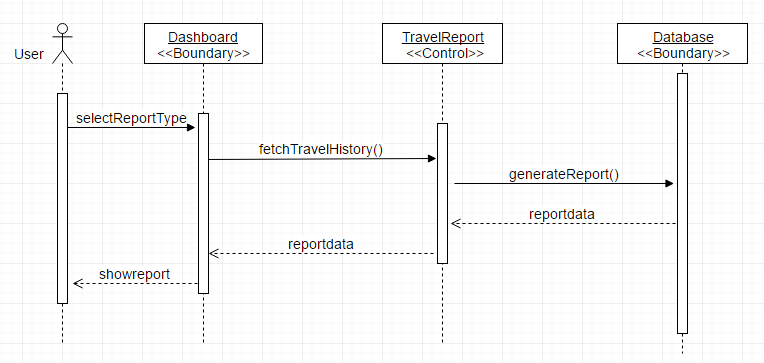 User
Dashboard
<<Boundary>>
TravelReport
<<Control>>
Database
<<Boundary>>
selectReportType
fetchTravelHistory()
generateReport()
reportdata
reportdata
showreport